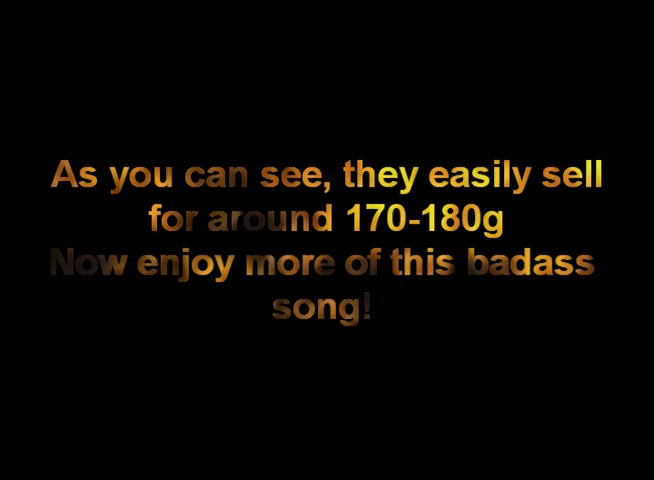 As you can see, they easily sell
for around 170-180g
Now enjoy more of this badass
song!